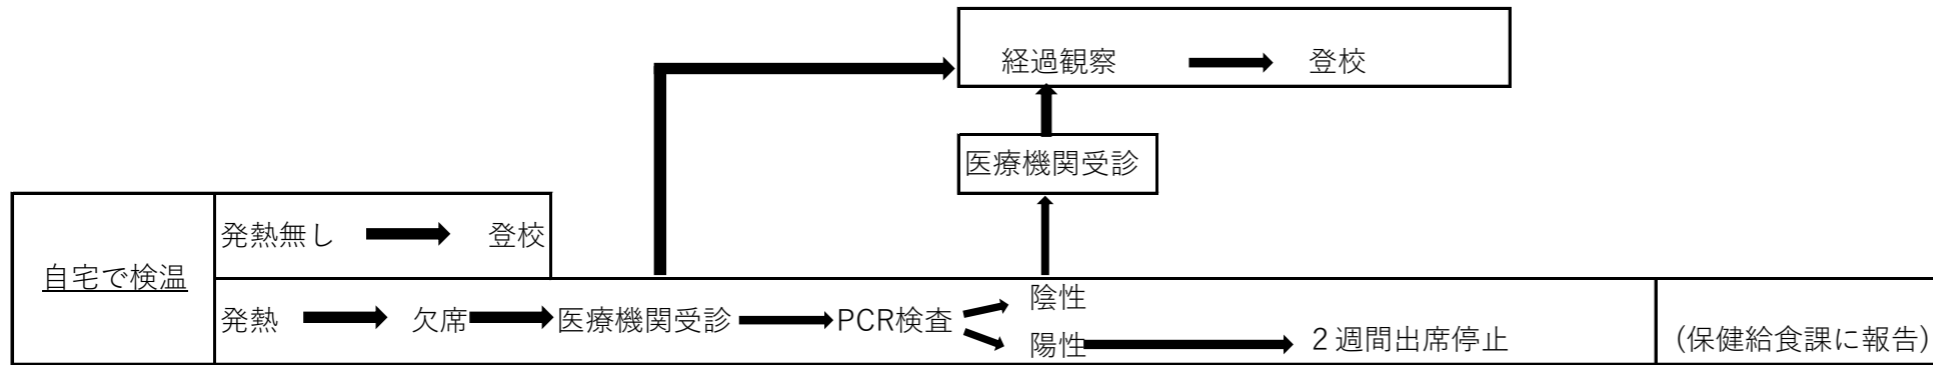 経過観察 登校
医療機関受診
発熱無し 登校
自宅で検温
発熱 欠席 医療機関受診 PCR検査
陰性
陽性 2週間出席停止 (保健給食課に報告)